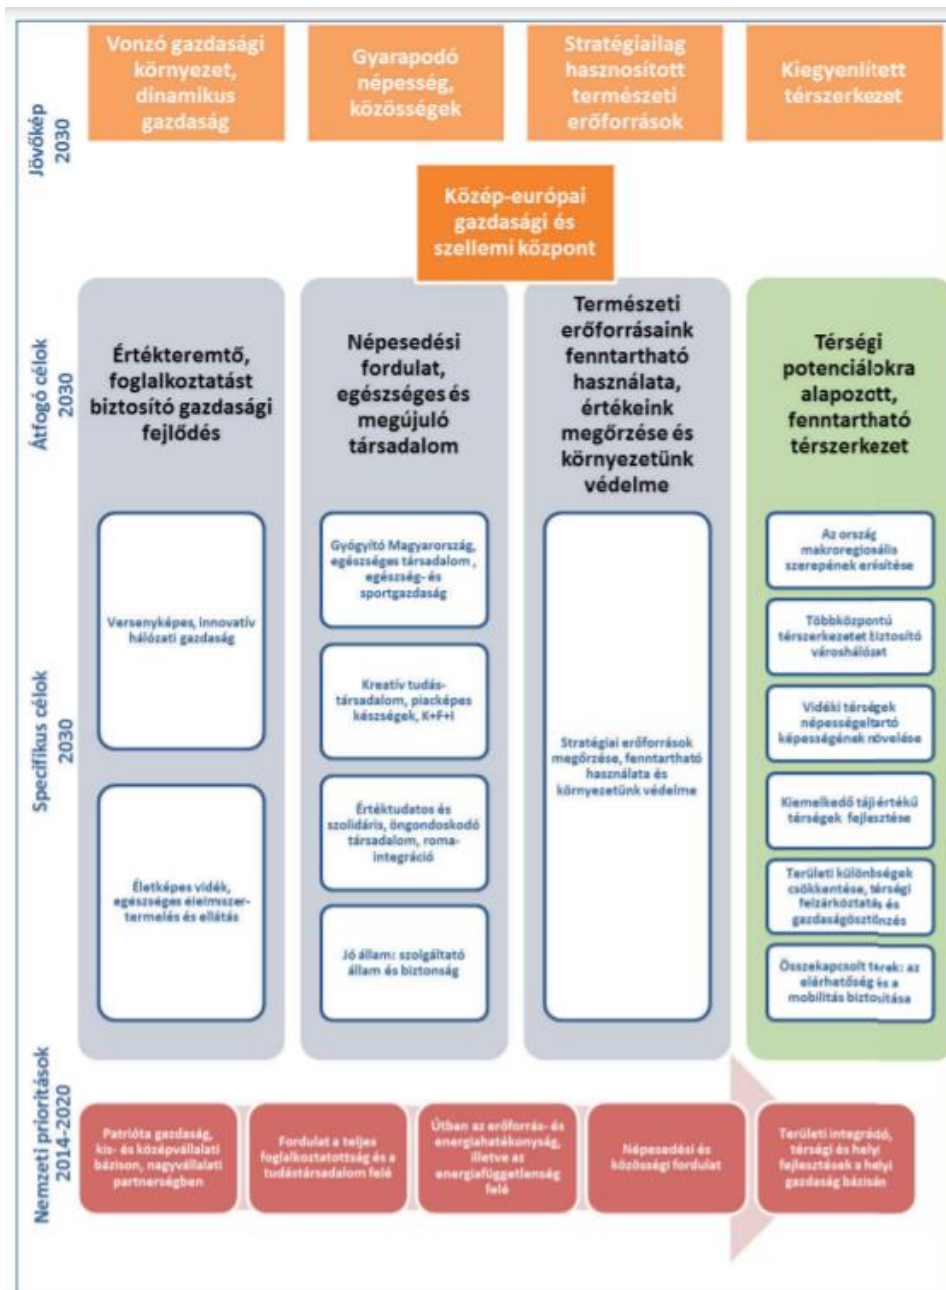 Jövőkép
2030
Vonzó gazdasági
környezet,
dinamikus
gazdaság
Gyarapodó
népesség,
közösségek
Stratégiailag
hasznosított
természeti
erőforrások
Kiegyenlített
térszerkezet
Közép-európai
gazdasági és
szellemi központ
Átfogó célok
2030
Értékteremtő,
foglalkoztatást
biztosító gazdasági
fejlődés
Népesedési
fordulat,
egészséges és
megújuló
társadalom
Természeti
erőforrásaink
fenntartható
használata,
értékeink
megőrzése és
környezetünk
védelme
Térségi
potenciálokra
alapozott,
fenntartható
térszerkezet
Specifikus célok
2030
Versenyképes, innovatív
hálózati gazdaság
Életképes vidék,
egészséges élelmiszer-
termelés és ellátás
Gyógyító Magyarország,
egészséges társadalom ,
egészség- és
sportgazdaság
Kreatív tudás-
társadalom, piacképes
készségek, K+F+I
Értéktudatos és
szolidáris, öngondoskodó
társadalom, roma-
integráció
Jó állam: szolgáltató
állam és biztonság
Stratégiai erőforrások
megőrzése, fenntartható
használata és
környezetünk védelme
Az ország
makroregionális
szerepének erősítése
Többközpontú
térszerkezetet biztosító
városhálózat
Vidéki térségek
népességeltartó
képességének növelése
Kiemelkedő táji értékű
térségek fejlesztése
Területi különbségek
csökkentése, térségi
felzárkóztatás és
gazdaságösztönzés
Összekapcsolt terek: az
elérhetőség és a
mobilitás biztosítása
Nemzeti prioritások
2014-2020
Patrióta gazdaság,
kis- és középvállalati
bázison, nagyvállalati
partnerségben
Fordulat a teljes
foglalkoztatottság és a
tudástársadalom felé
Útban az erőforrás- és
energiahatékonyság,
illetve az
energiafüggetlenség
felé
Népesedési és
közösségi fordulat
Területi integráció,
térségi és helyi
fejlesztések a helyi
gazdaság bázisán